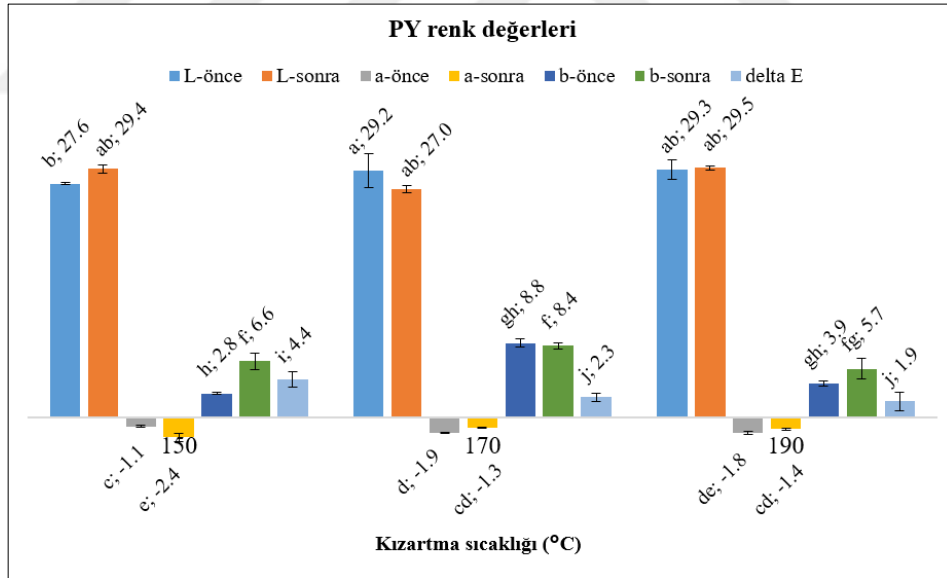 PY renk değerleri
L-önce L-sonra a-önce a-sonra b-önce b-sonra delta E
b; 27.6 ab; 29.4 c; -1.1 e; -2.4 h; 2.8 f; 6.6 i; 4.4
a; 29.2 ab; 27.0 d; -1.9 cd; -1.3 gh; 8.8 f; 8.4 j; 2.3
ab; 29.3 ab; 29.5 de; -1.8 cd; -1.4 gh; 3.9 fg; 5.7 j; 1.9
150 170 190
Kızartma sıcaklığı (°C)